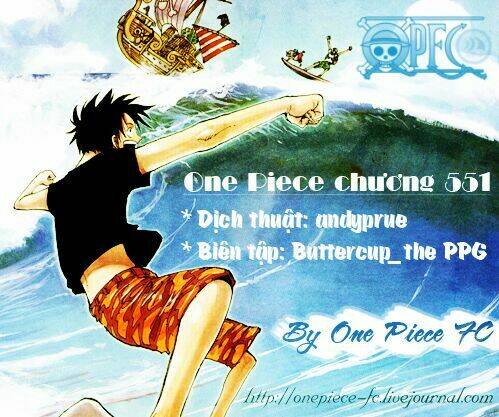 OPFC
One Piece chương 551
* Dịch thuật: andyprue
* Biên tập: Buttercup_the PPG
By One Piece FC
http://onepiece-fc.livejournal.com